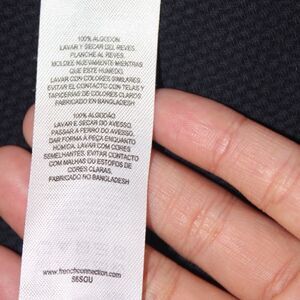 100% ALGODON
LAVAR Y SECAR DEL REVES.
PLANCHE AL REVES.
MOLDEE NUEVAMENTE MIENTRAS
QUE ESTE HUMEDO.
LAVAR CON COLORES SIMILARES.
EVITAR EL CONTACTO CON TELAS Y
TAPICERIAS DE COLORES CLAROS.
FABRICADO EN BANGLADESH
100% ALGODÃO
LAVAR E SECAR DO AVESSO.
PASSAR A FERRO DO AVESSO.
DAR FORMA A PEÇA ENQUANTO
HÚMIDA. LAVAR COM CORES
SEMELHANTES. EVITAR O CONTACTO
COM MALHAS OU ESTOFOS DE
CORES CLARAS.
FABRICADO NO BANGLADESH
www.frenchconnection.com
S6SOU